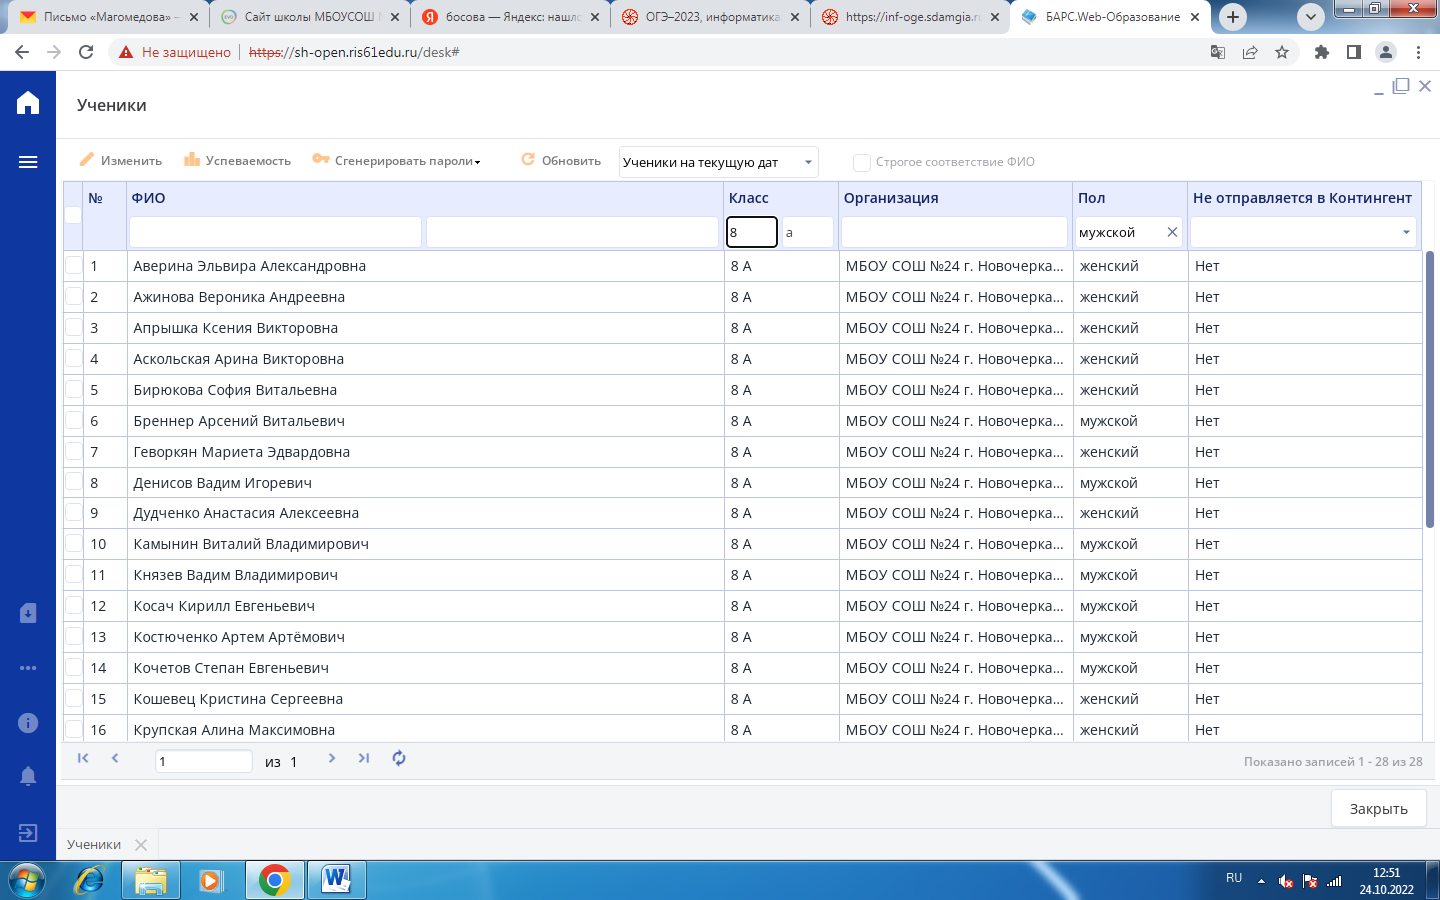 Письмо «Магомедова» –
Сайт школы МБОУСОШ
босова — Яндекс: нашло
ОГЭ–2023, информатика
https://inf-oge.sdamgia.ru
БАРС.Web-Образование
Не защищено
https://sh-open.ris61edu.ru/desk#
Ученики
Изменить Успеваемость Сгенерировать пароли Обновить Ученики на текущую дат Строгое соответствие ФИО
№ ФИО Класс Организация Пол Не отправляется в Контингент
8 а мужской
1 Аверина Эльвира Александровна 8 А МБОУ СОШ №24 г. Новочерка... женский Нет
2 Ажинова Вероника Андреевна 8 А МБОУ СОШ №24 г. Новочерка... женский Нет
3 Апрышка Ксения Викторовна 8 А МБОУ СОШ №24 г. Новочерка... женский Нет
4 Аскольская Арина Викторовна 8 А МБОУ СОШ №24 г. Новочерка... женский Нет
5 Бирюкова София Витальевна 8 А МБОУ СОШ №24 г. Новочерка... женский Нет
6 Бреннер Арсений Витальевич 8 А МБОУ СОШ №24 г. Новочерка... мужской Нет
7 Геворкян Мариета Эдвардовна 8 А МБОУ СОШ №24 г. Новочерка... женский Нет
8 Денисов Вадим Игоревич 8 А МБОУ СОШ №24 г. Новочерка... мужской Нет
9 Дудченко Анастасия Алексеевна 8 А МБОУ СОШ №24 г. Новочерка... женский Нет
10 Камынин Виталий Владимирович 8 А МБОУ СОШ №24 г. Новочерка... мужской Нет
11 Князев Вадим Владимирович 8 А МБОУ СОШ №24 г. Новочерка... мужской Нет
12 Косач Кирилл Евгеньевич 8 А МБОУ СОШ №24 г. Новочерка... мужской Нет
13 Костюченко Артем Артёмович 8 А МБОУ СОШ №24 г. Новочерка... мужской Нет
14 Кочетов Степан Евгеньевич 8 А МБОУ СОШ №24 г. Новочерка... мужской Нет
15 Кошевец Кристина Сергеевна 8 А МБОУ СОШ №24 г. Новочерка... женский Нет
16 Крупская Алина Максимовна 8 А МБОУ СОШ №24 г. Новочерка... женский Нет
1 из 1 Показано записей 1 - 28 из 28
Закрыть
Ученики
RU
12:51
24.10.2022